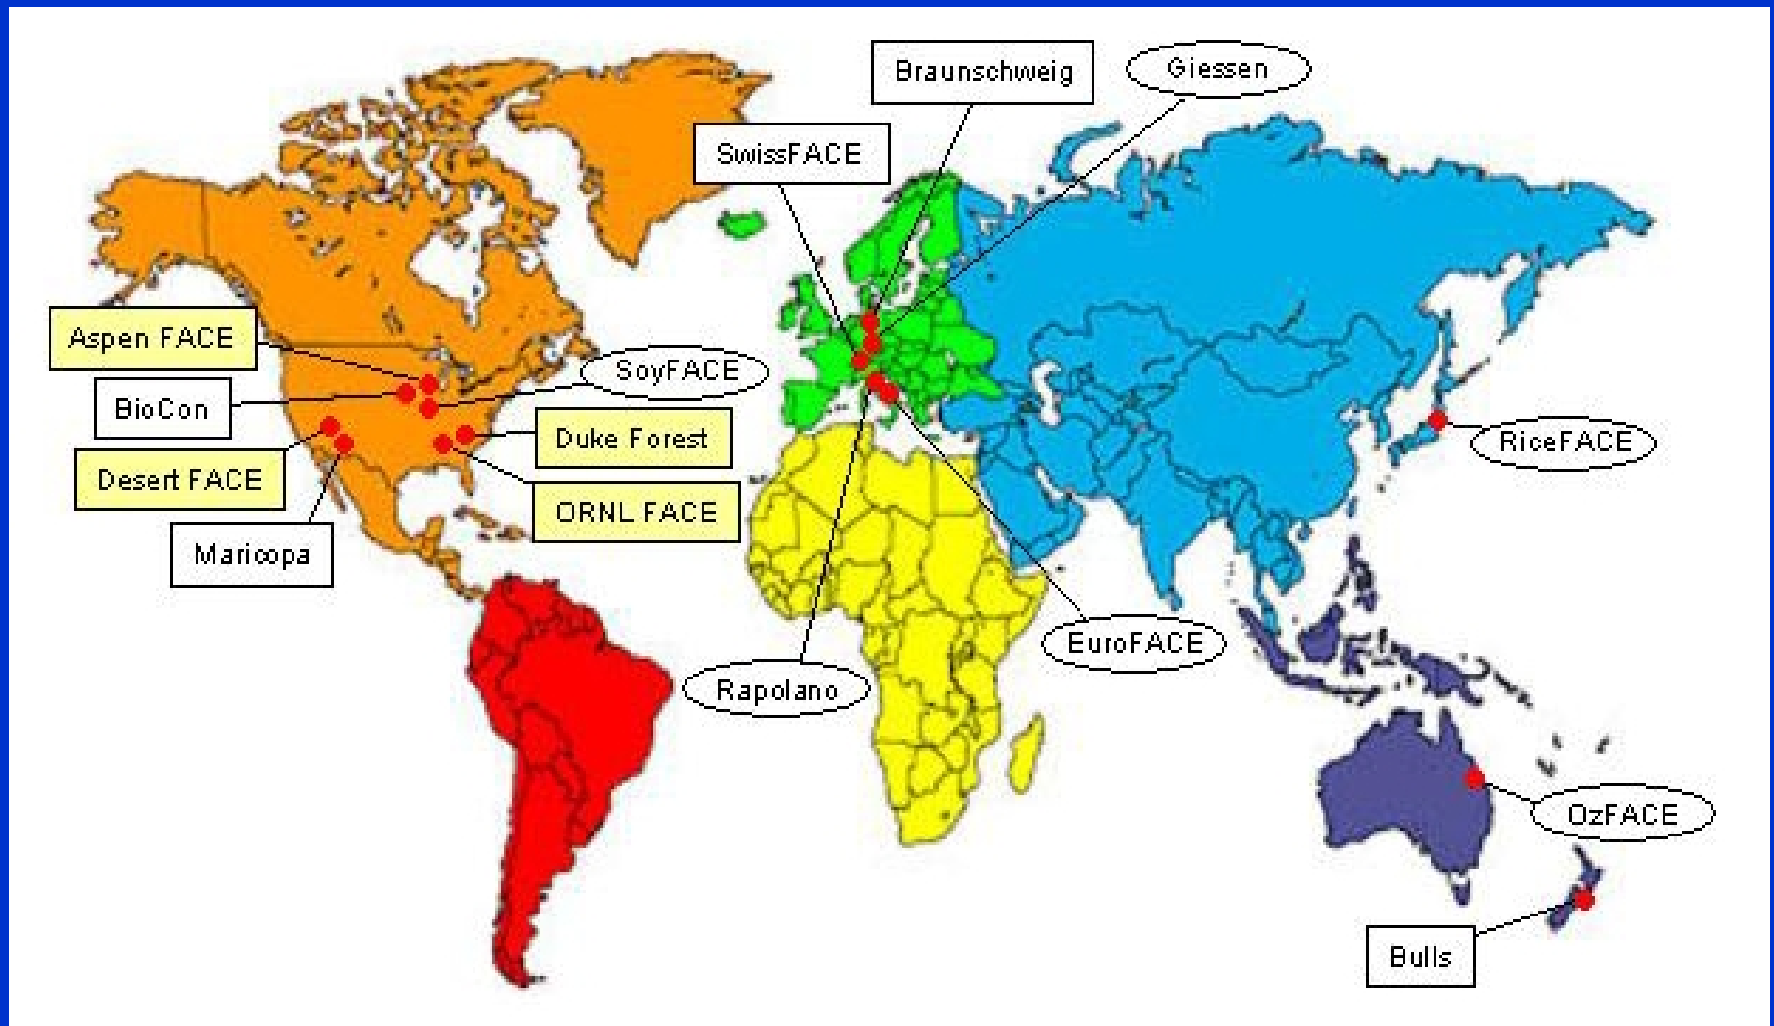 Braunschweig
Giessen
SwissFACE
Aspen FACE
SoyFACE
BioCon
Duke Forest
RiceFACE
Desert FACE
ORNL FACE
Maricopa
EuroFACE
Rapolano
OzFACE
Bulls